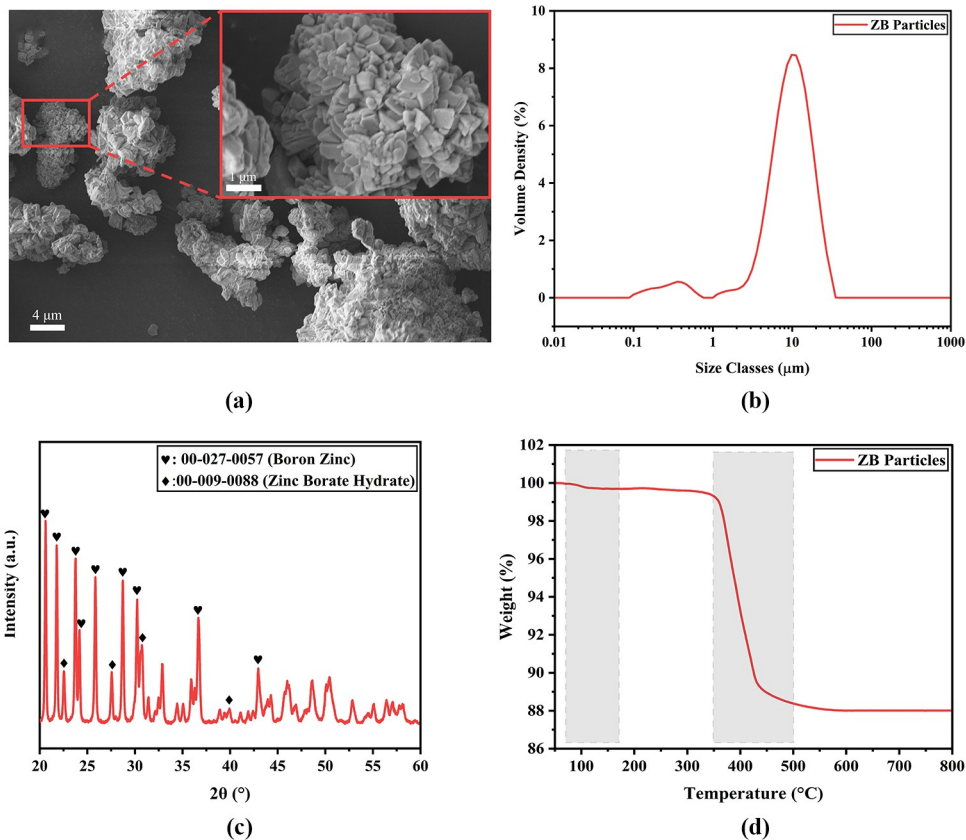 1 μm
4 μm
(a)
ZB Particles
Volume Density (%)
10
8
6
4
2
0
0.01
0.1
1
10
100
1000
Size Classes (μm)
(b)
♥: 00-027-0057 (Boron Zinc)
♦:00-009-0088 (Zinc Borate Hydrate)
Intensity (a.u.)
20
25
30
35
40
45
50
55
60
2θ (°)
(c)
ZB Particles
Weight (%)
102
100
98
96
94
92
90
88
86
100
200
300
400
500
600
700
800
Temperature (°C)
(d)